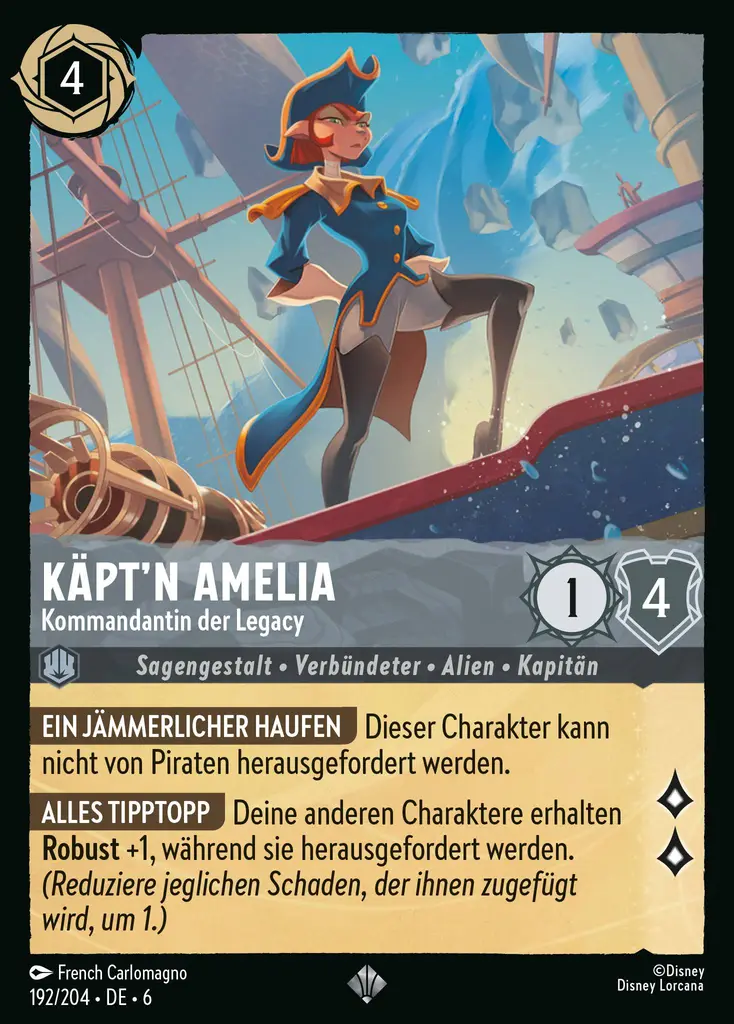 4
KÄPT'N AMELIA
Kommandantin der Legacy
1
4
Sagengestalt • Verbündeter • Alien • Kapitän
EIN JÄMMERLICHER HAUFEN Dieser Charakter kann
nicht von Piraten herausgefordert werden.
ALLES TIPPTOPP Deine anderen Charaktere erhalten
Robust +1, während sie herausgefordert werden.
(Reduziere jeglichen Schaden, der ihnen zugefügt
wird, um 1.)
French Carlomagno
192/204 • DE • 6
©Disney
Disney Lorcana